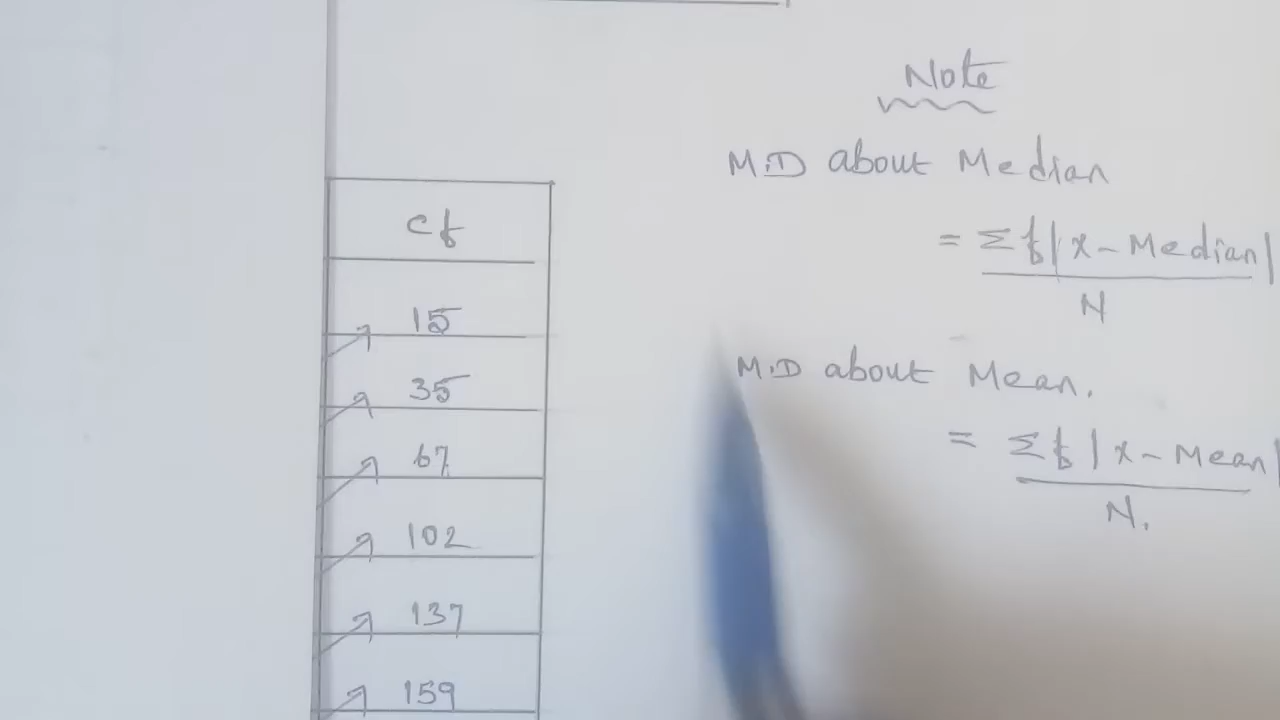 Cf
15
35
67
102
137
159
Note
M.D about Median
= Σf|x - Median|
N
M.D about Mean.
= Σf|x - Mean|
N.